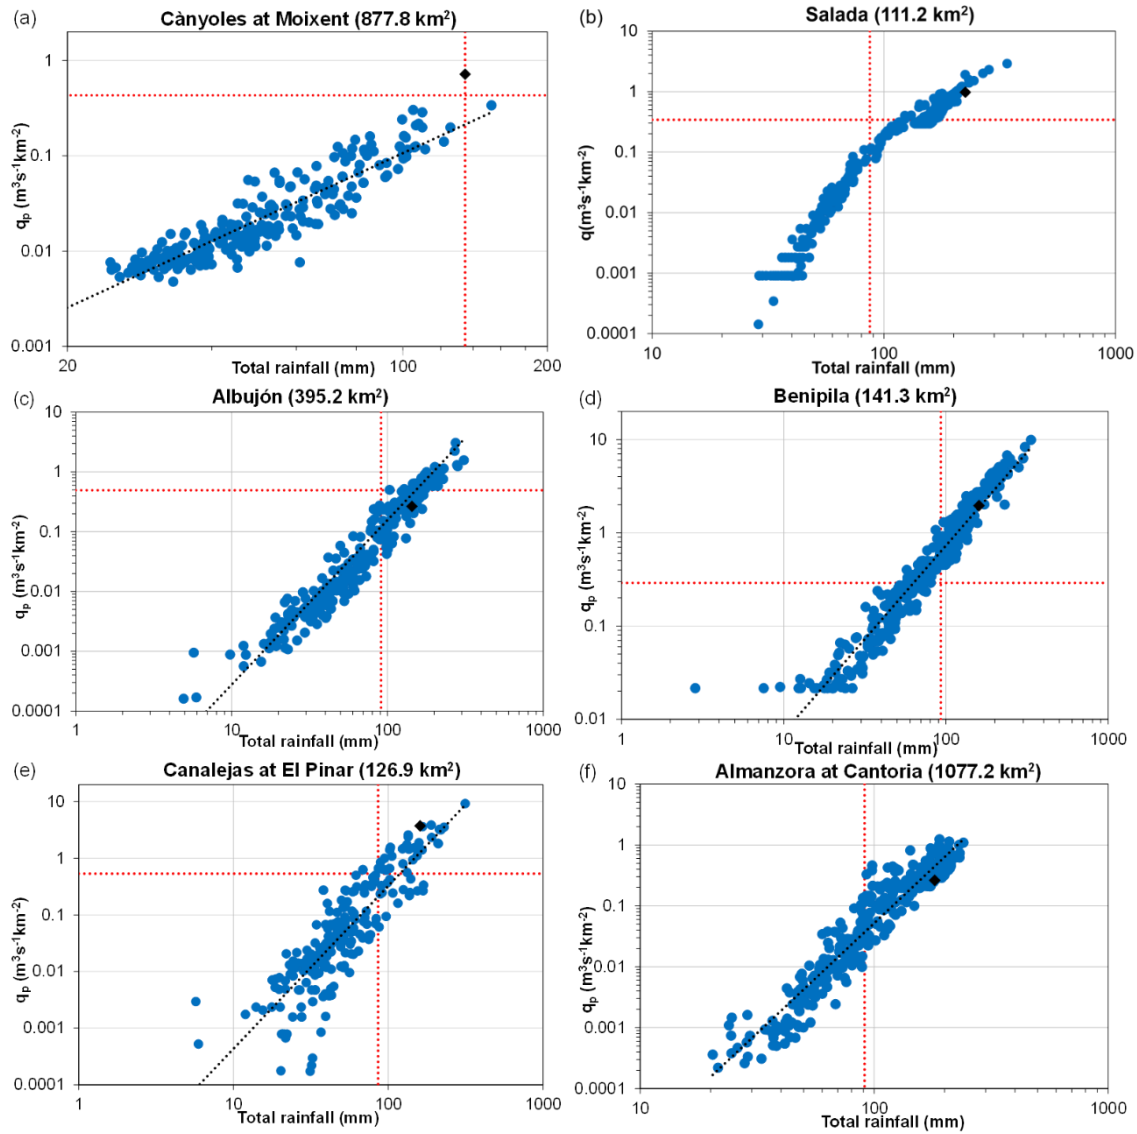 (a)
Cànyoles at Moixent (877.8 km²)
1
0.1
0.01
0.001
qp (m³s⁻¹km⁻²)
20
100
200
Total rainfall (mm)
(b)
Salada (111.2 km²)
10
1
0.1
0.01
0.001
0.0001
q(m³s⁻¹km⁻²)
10
100
1000
Total rainfall (mm)
(c)
Albujón (395.2 km²)
10
1
0.1
0.01
0.001
0.0001
qp (m³s⁻¹km⁻²)
1
10
100
1000
Total rainfall (mm)
(d)
Benipila (141.3 km²)
10
1
0.1
0.01
qp (m³s⁻¹km⁻²)
1
10
100
1000
Total rainfall (mm)
(e)
Canalejas at El Pinar (126.9 km²)
10
1
0.1
0.01
0.001
0.0001
qp (m³s⁻¹km⁻²)
1
10
100
1000
Total rainfall (mm)
(f)
Almanzora at Cantoria (1077.2 km²)
10
1
0.1
0.01
0.001
0.0001
qp (m³s⁻¹km⁻²)
10
100
1000
Total rainfall (mm)